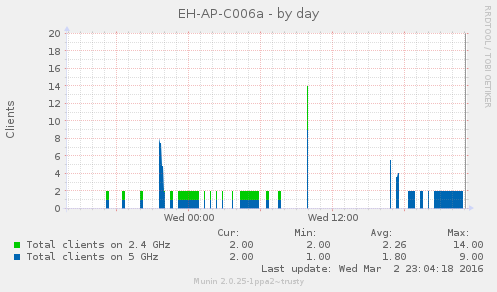 EH-AP-C006a - by day
RRDTOOL / TOBI OETIKER
Clients
20
18
16
14
12
10
8
6
4
2
0
Wed 00:00 Wed 12:00
Cur: Min: Avg: Max:
Total clients on 2.4 GHz 2.00 2.00 2.26 14.00
Total clients on 5 GHz 2.00 1.00 1.80 9.00
Last update: Wed Mar 2 23:04:18 2016
Munin 2.0.25-1ppa2~trusty